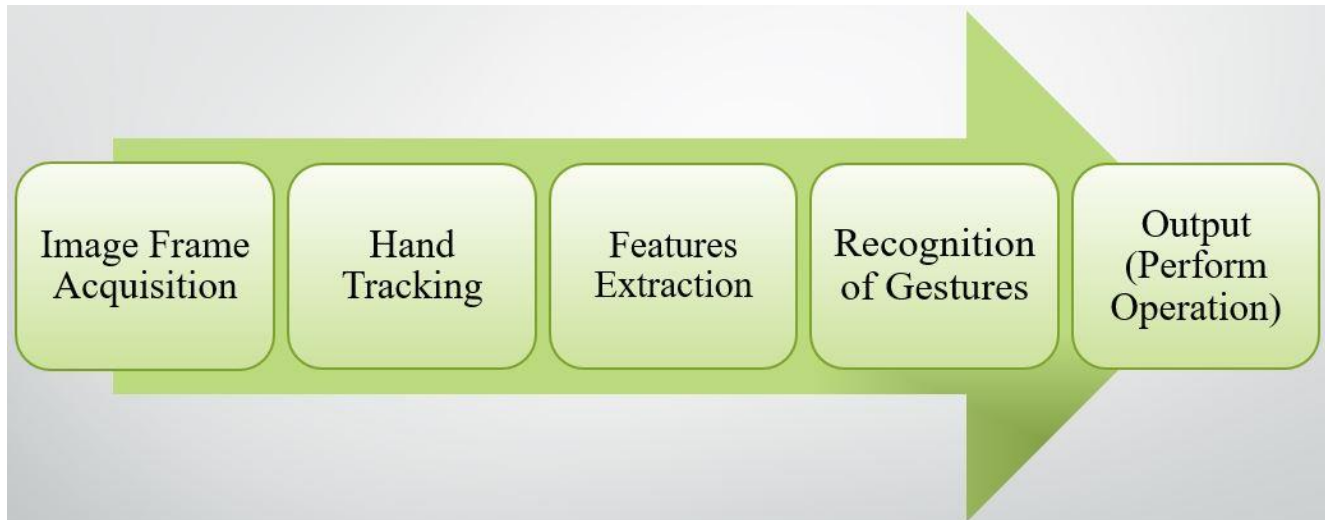 Image Frame
Acquisition
Hand
Tracking
Features
Extraction
Recognition
of Gestures
Output
(Perform
Operation)